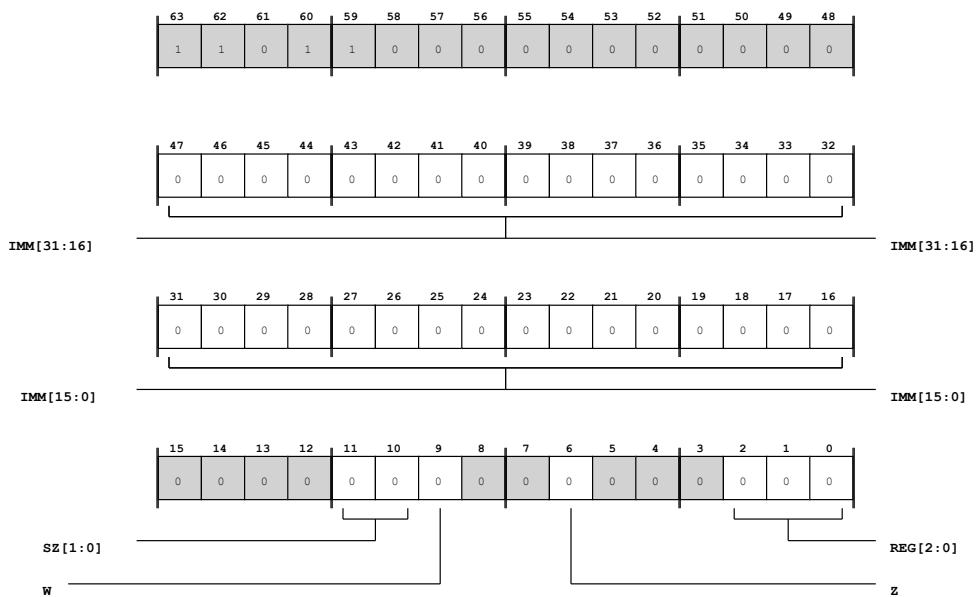 63 62 61 60 59 58 57 56 55 54 53 52 51 50 49 48
1 1 0 1 1 0 0 0 0 0 0 0 0 0 0 0
47 46 45 44 43 42 41 40 39 38 37 36 35 34 33 32
0 0 0 0 0 0 0 0 0 0 0 0 0 0 0 0
IMM[31:16] IMM[31:16]
31 30 29 28 27 26 25 24 23 22 21 20 19 18 17 16
0 0 0 0 0 0 0 0 0 0 0 0 0 0 0 0
IMM[15:0] IMM[15:0]
15 14 13 12 11 10 9 8 7 6 5 4 3 2 1 0
0 0 0 0 0 0 0 0 0 0 0 0 0 0 0 0
SZ[1:0] REG[2:0]
W Z